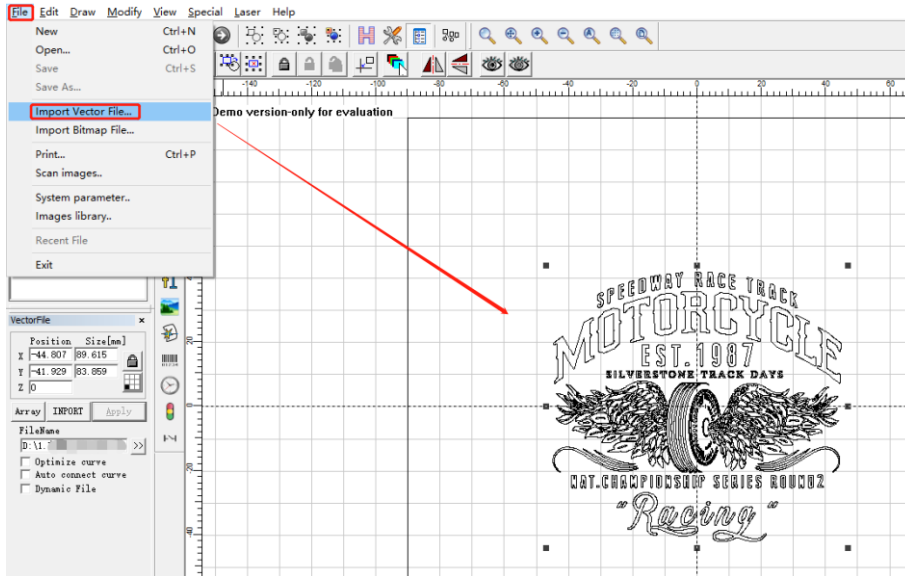 File Edit Draw Modify View Special Laser Help
New Ctrl+N
Open... Ctrl+O
Save Ctrl+S
Save As...
Import Vector File...
Import Bitmap File...
Print... Ctrl+P
Scan images..
System parameter..
Images library..
Recent File
Exit
-140 -120 -100 -80 -60 -40 -20 0 20 40 60
Demo version-only for evaluation
VectorFile x
Position Size[mm]
X -44.807 89.615
Y -41.929 83.859
Z 0
Array INPORT Apply
FileName
D:\1. >>
Optimize curve
Auto connect curve
Dynamic File
20
0
-20
-40
SPEEDWAY RACE TRACK
MOTORCYCLE
EST. 1987
SILVERSTONE TRACK DAYS
NAT.CHAMPIONSHIP SERIES ROUND2
"Racing"